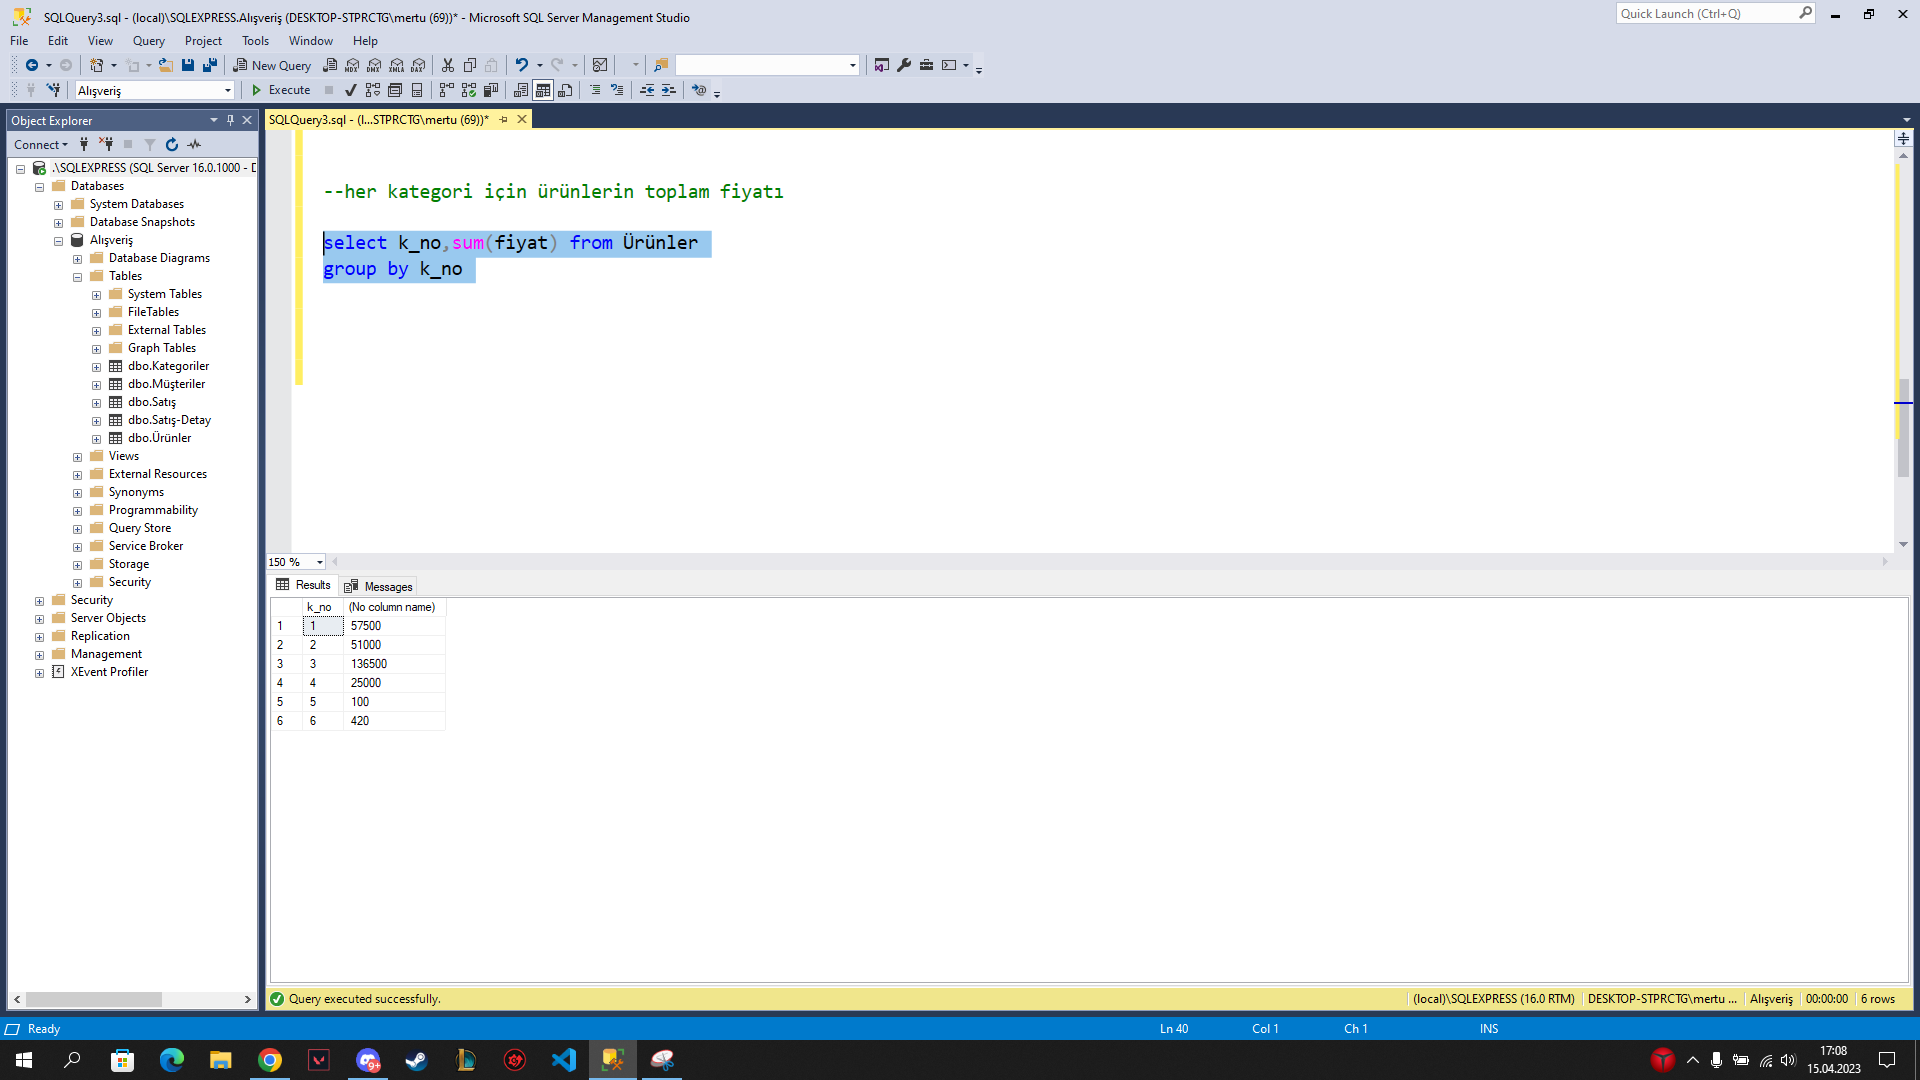 SQLQuery3.sql - (local)\SQLEXPRESS.Alışveriş (DESKTOP-STPRCTG\mertu (69))* - Microsoft SQL Server Management Studio
Quick Launch (Ctrl+Q)
File Edit View Query Project Tools Window Help
New Query
MDX DMX XMLA DAX
Alışveriş
Execute
Object Explorer
SQLQuery3.sql - (l...STPRCTG\mertu (69))*
Connect
.\SQLEXPRESS (SQL Server 16.0.1000 - D
Databases
System Databases
Database Snapshots
Alışveriş
Database Diagrams
Tables
System Tables
FileTables
External Tables
Graph Tables
dbo.Kategoriler
dbo.Müşteriler
dbo.Satış
dbo.Satış-Detay
dbo.Ürünler
Views
External Resources
Synonyms
Programmability
Query Store
Service Broker
Storage
Security
Security
Server Objects
Replication
Management
XEvent Profiler
--her kategori için ürünlerin toplam fiyatı
select k_no,sum(fiyat) from Ürünler
group by k_no
150 %
Results Messages
k_no (No column name)
1 1 57500
2 2 51000
3 3 136500
4 4 25000
5 5 100
6 6 420
Query executed successfully.
(local)\SQLEXPRESS (16.0 RTM) DESKTOP-STPRCTG\mertu ... Alışveriş 00:00:00 6 rows
Ready
Ln 40 Col 1 Ch 1 INS
9+
17:08
15.04.2023